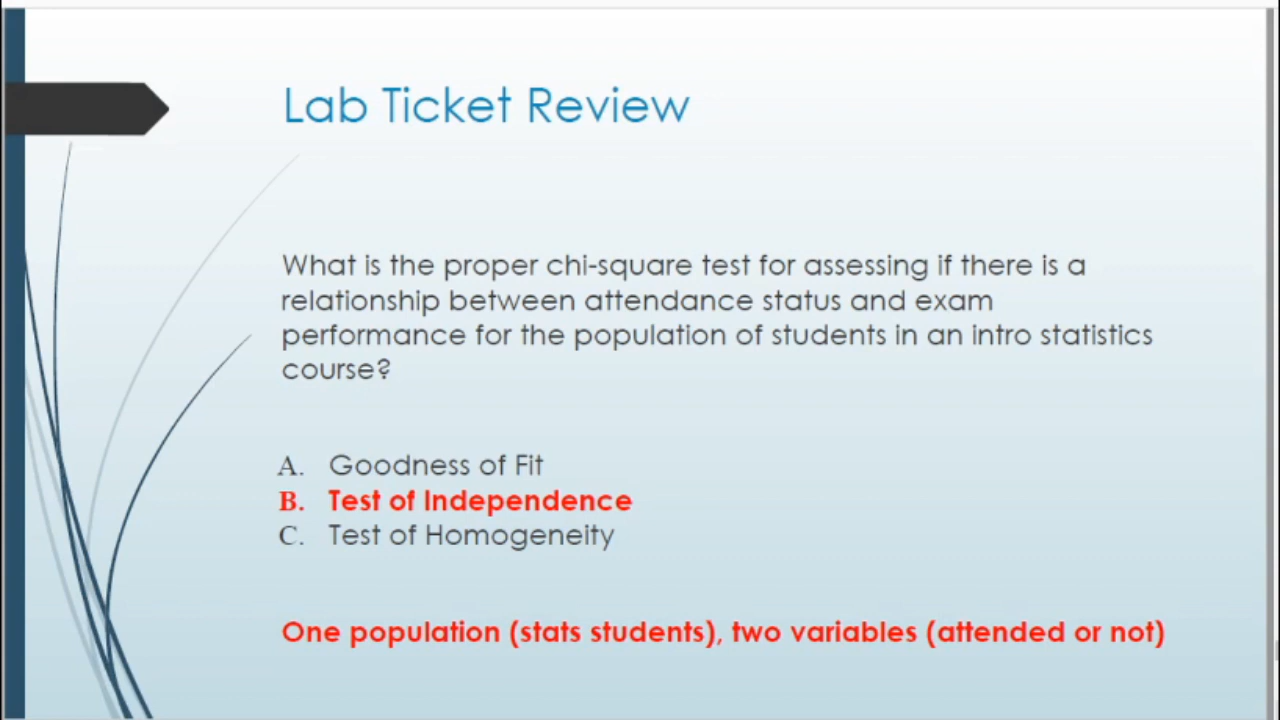 Lab Ticket Review
What is the proper chi-square test for assessing if there is a
relationship between attendance status and exam
performance for the population of students in an intro statistics
course?
A. Goodness of Fit
B. Test of Independence
C. Test of Homogeneity
One population (stats students), two variables (attended or not)